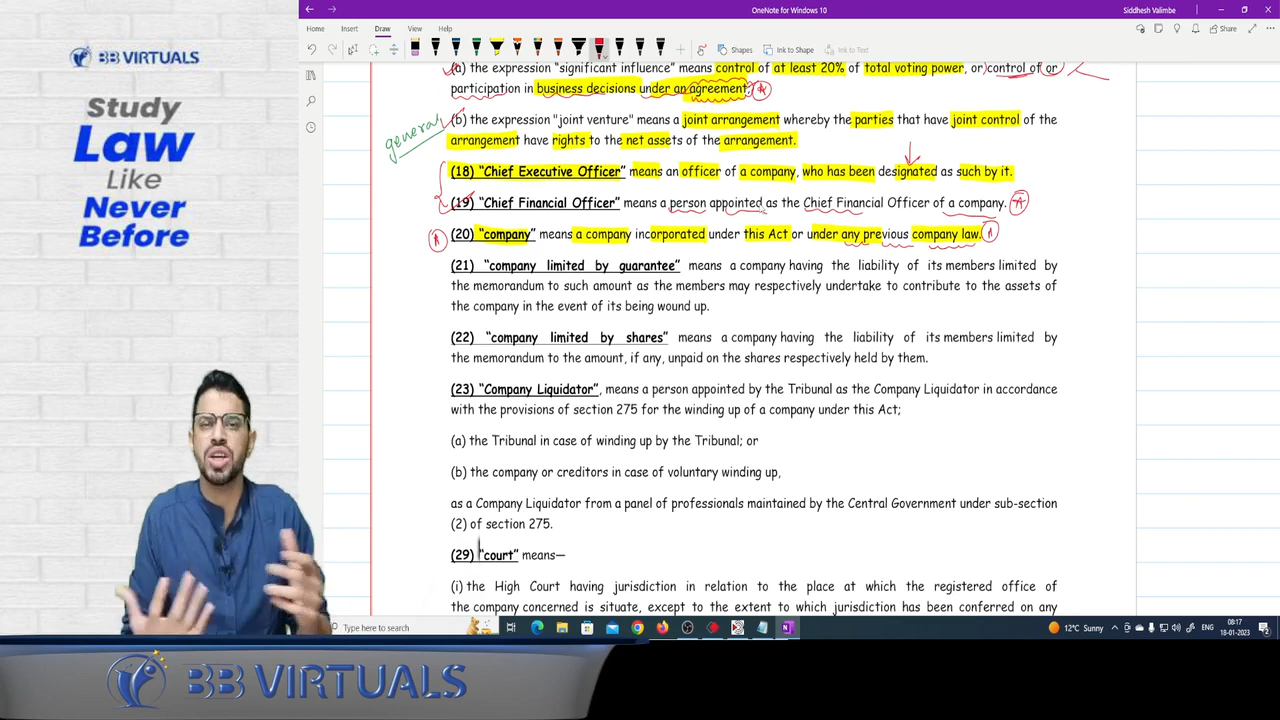 OneNote for Windows 10
Siddhesh Valimbe
Home Insert Draw View Help
Share
Shapes Ink to Shape Ink to Text
BB VIRTUALS
Study
Law
Like
Never
Before
(a) the expression "significant influence" means control of at least 20% of total voting power, or control of or
participation in business decisions under an agreement;
general
(b) the expression "joint venture" means a joint arrangement whereby the parties that have joint control of the
arrangement have rights to the net assets of the arrangement.
(18) "Chief Executive Officer" means an officer of a company, who has been designated as such by it.
(19) "Chief Financial Officer" means a person appointed as the Chief Financial Officer of a company.
(20) "company" means a company incorporated under this Act or under any previous company law.
(21) "company limited by guarantee" means a company having the liability of its members limited by
the memorandum to such amount as the members may respectively undertake to contribute to the assets of
the company in the event of its being wound up.
(22) "company limited by shares" means a company having the liability of its members limited by
the memorandum to the amount, if any, unpaid on the shares respectively held by them.
(23) "Company Liquidator", means a person appointed by the Tribunal as the Company Liquidator in accordance
with the provisions of section 275 for the winding up of a company under this Act;
(a) the Tribunal in case of winding up by the Tribunal; or
(b) the company or creditors in case of voluntary winding up,
as a Company Liquidator from a panel of professionals maintained by the Central Government under sub-section
(2) of section 275.
(29) "court" means—
(i) the High Court having jurisdiction in relation to the place at which the registered office of
the company concerned is situate, except to the extent to which jurisdiction has been conferred on any
Type here to search
12°C Sunny
ENG
08:17
18-01-2023
BB VIRTUALS